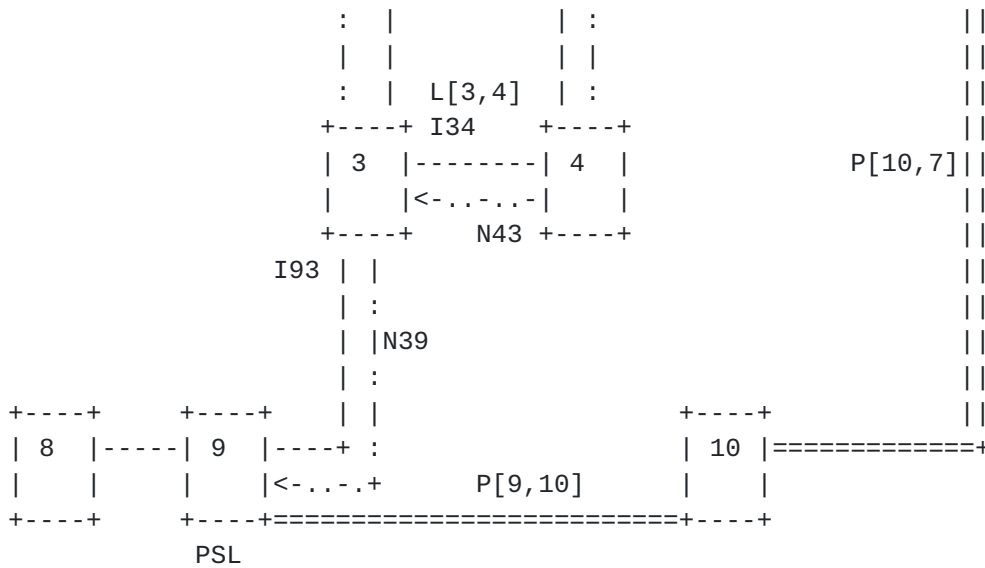 :  |          | :                       ||
                     |  |          | |                       ||
                     :  |  L[3,4]  | :                       ||
                    +----+ I34    +----+                     ||
                    | 3  |--------| 4  |              P[10,7]||
                    |    |<-..-..-|    |                     ||
                    +----+    N43 +----+                     ||
                 I93 | |                                     ||
                     | :                                     ||
                     | |N39                                  ||
                     | :                                     ||
+----+     +----+    | |                   +----+            ||
| 8  |-----| 9  |----+ :                   | 10 |=============+
|    |     |    |<-..-.+      P[9,10]      |    |
+----+     +----+==========================+----+
            PSL